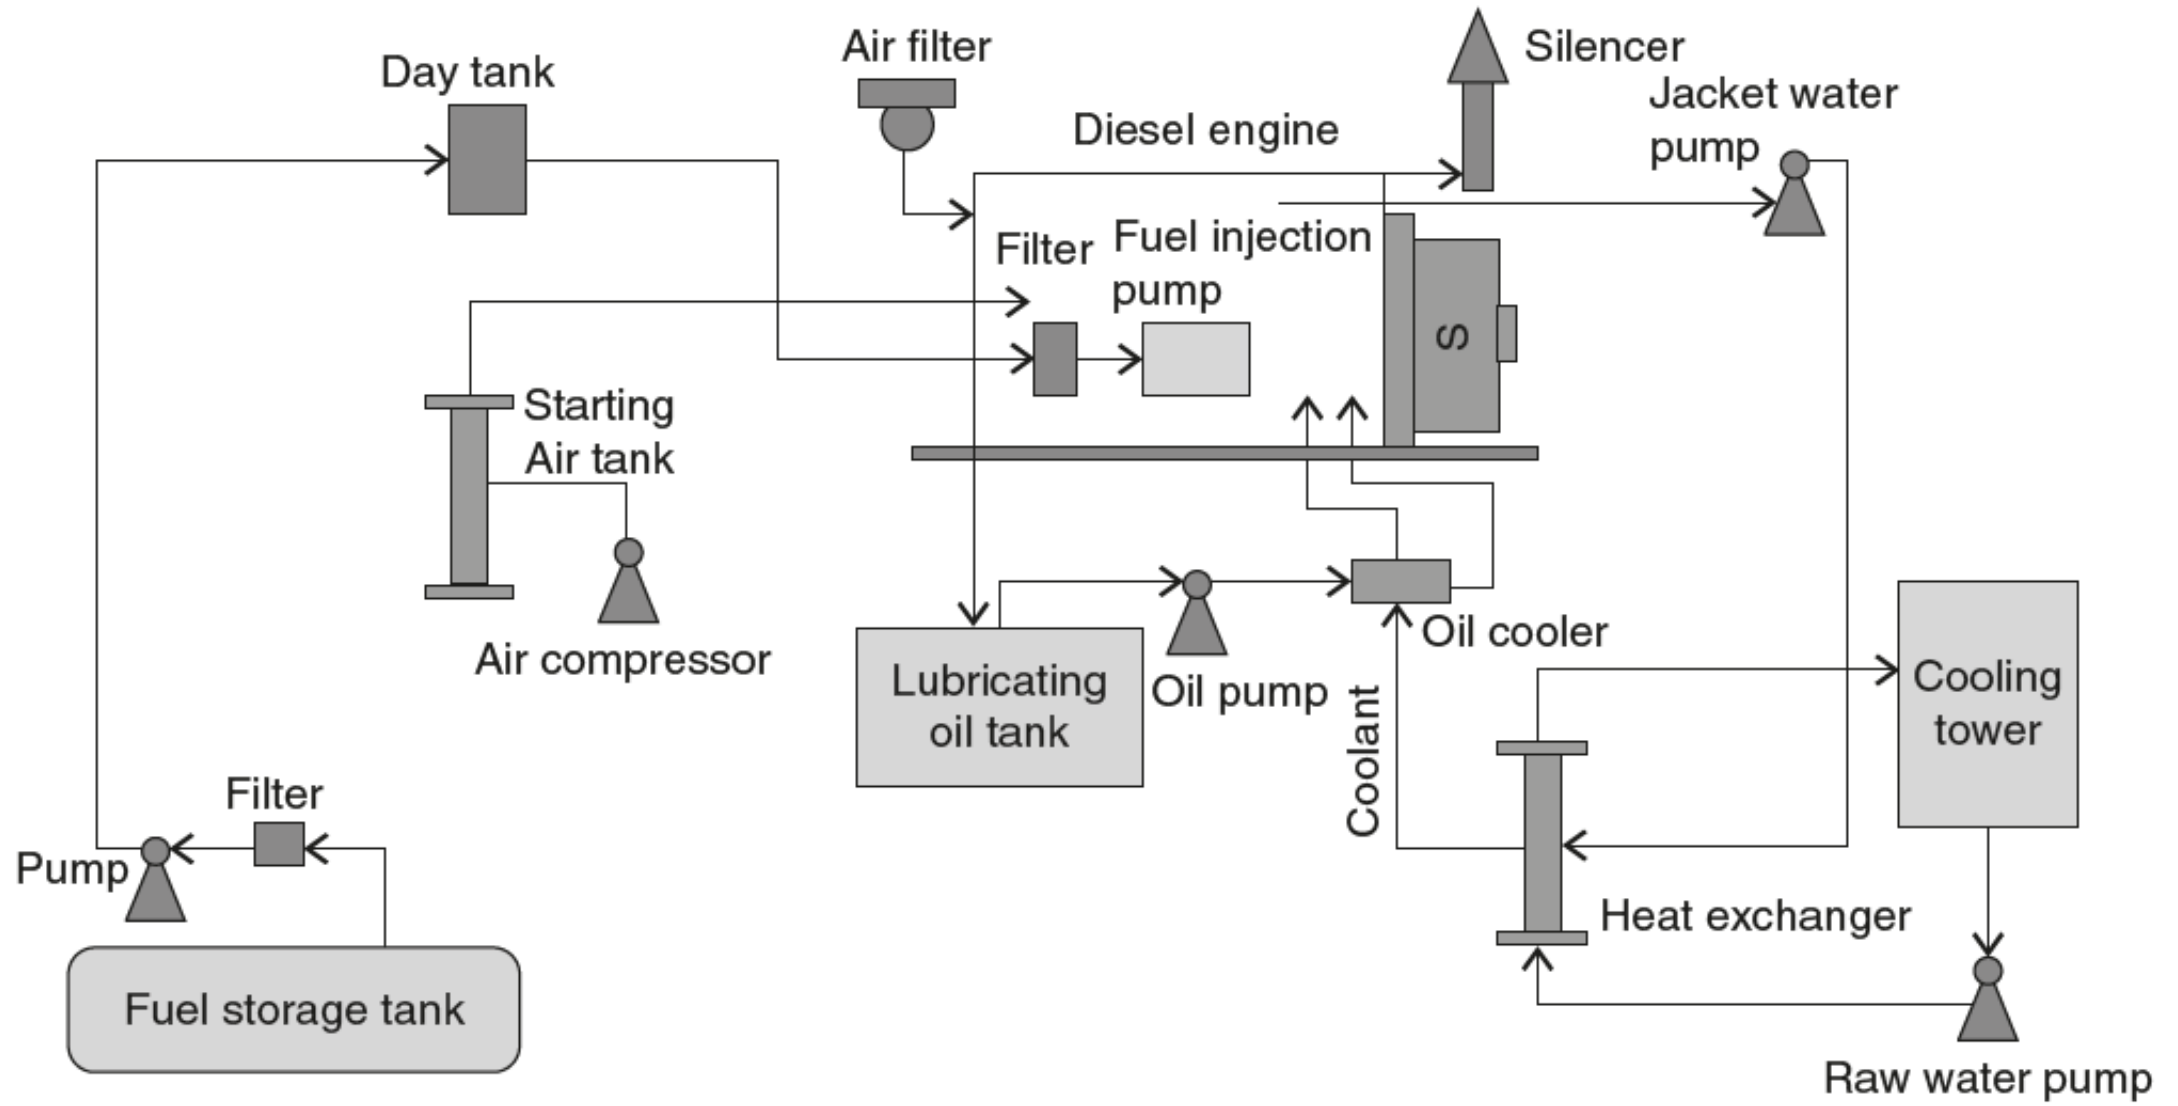 Air filter
Silencer
Day tank
Jacket water
pump
Diesel engine
Filter
Fuel injection
pump
S
Starting
Air tank
Air compressor
Oil cooler
Lubricating
oil tank
Oil pump
Coolant
Cooling
tower
Filter
Pump
Heat exchanger
Fuel storage tank
Raw water pump